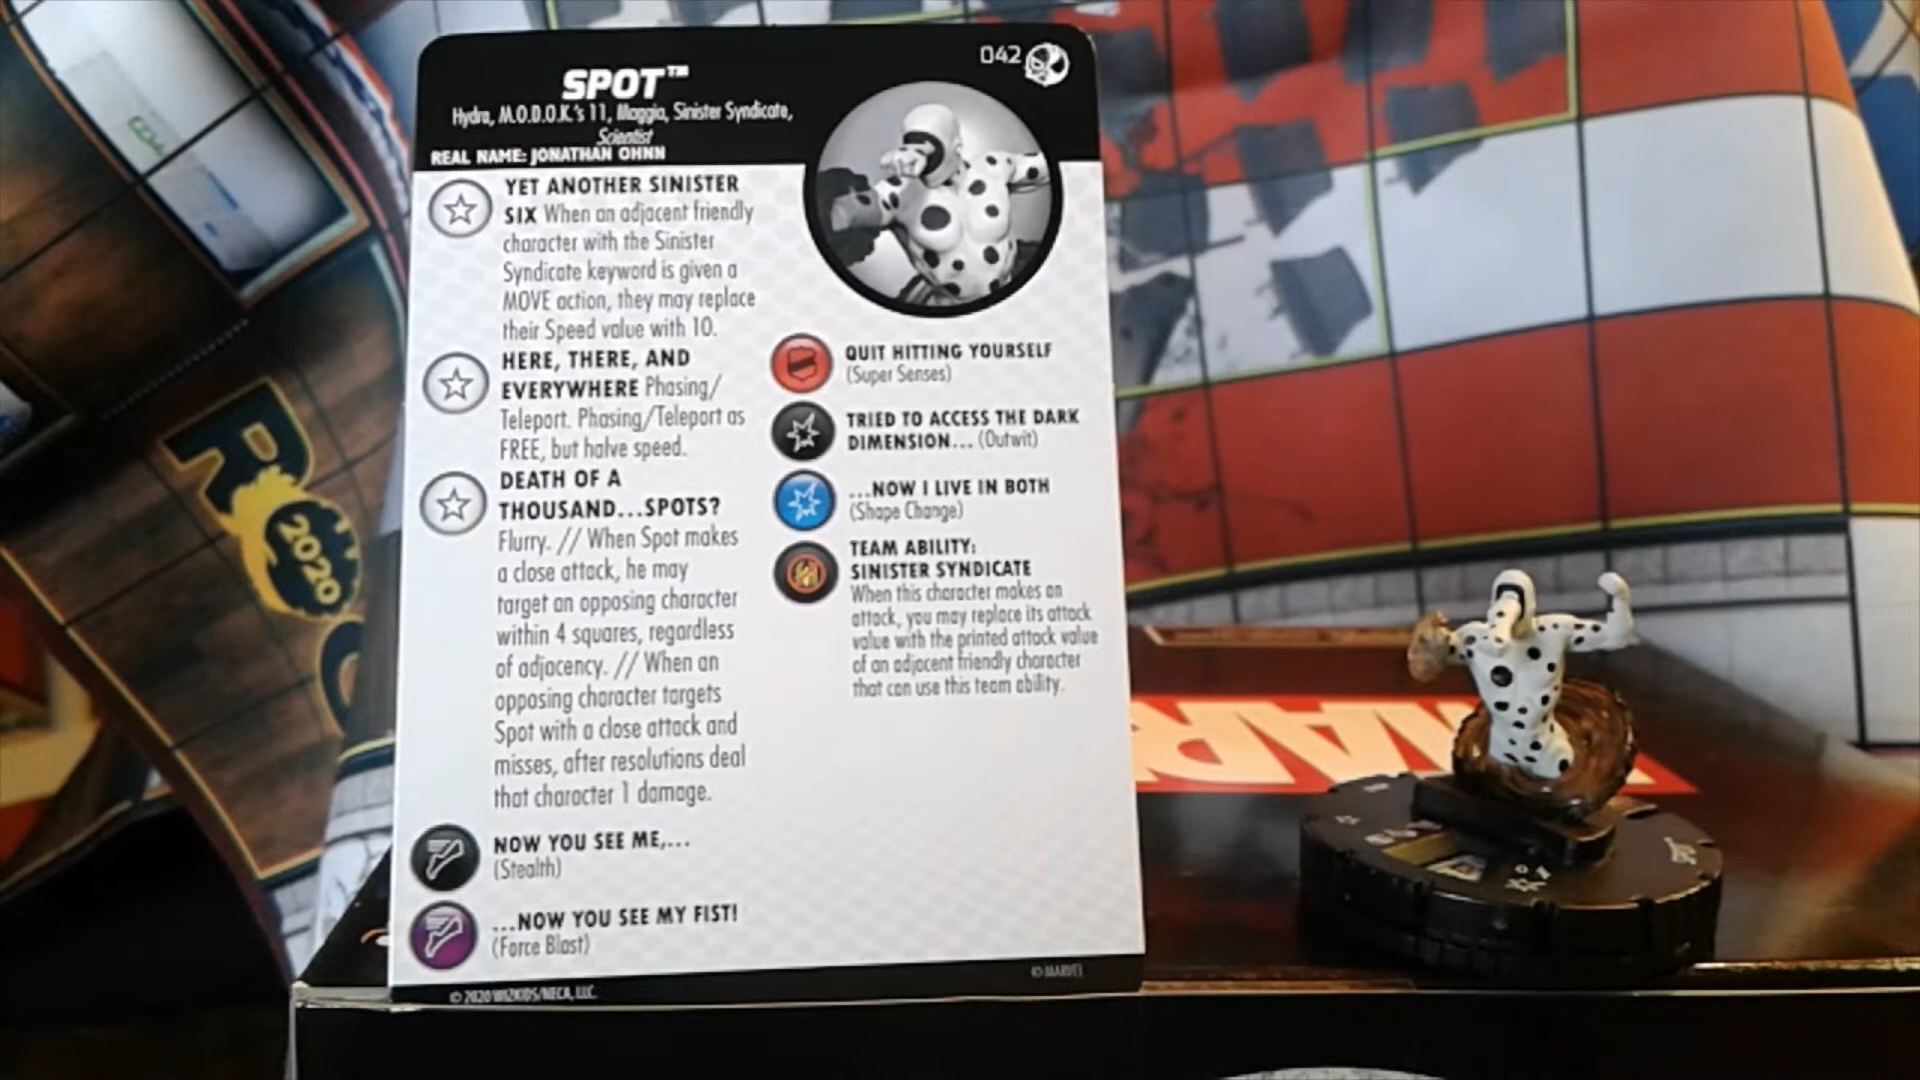 SPOT™
042
Hydra, M.O.D.O.K.'s 11, Maggia, Sinister Syndicate,
Scientist
REAL NAME: JONATHAN OHNN
YET ANOTHER SINISTER
SIX When an adjacent friendly
character with the Sinister
Syndicate keyword is given a
MOVE action, they may replace
their Speed value with 10.
HERE, THERE, AND
EVERYWHERE Phasing/
Teleport. Phasing/Teleport as
FREE, but halve speed.
DEATH OF A
THOUSAND...SPOTS?
Flurry. // When Spot makes
a close attack, he may
target an opposing character
within 4 squares, regardless
of adjacency. // When an
opposing character targets
Spot with a close attack and
misses, after resolutions deal
that character 1 damage.
NOW YOU SEE ME,...
(Stealth)
...NOW YOU SEE MY FIST!
(Force Blast)
QUIT HITTING YOURSELF
(Super Senses)
TRIED TO ACCESS THE DARK
DIMENSION... (Outwit)
...NOW I LIVE IN BOTH
(Shape Change)
TEAM ABILITY:
SINISTER SYNDICATE
When this character makes an
attack, you may replace its attack
value with the printed attack value
of an adjacent friendly character
that can use this team ability.
© MARVEL
© 2020 WIZKIDS/NECA, LLC.
2020